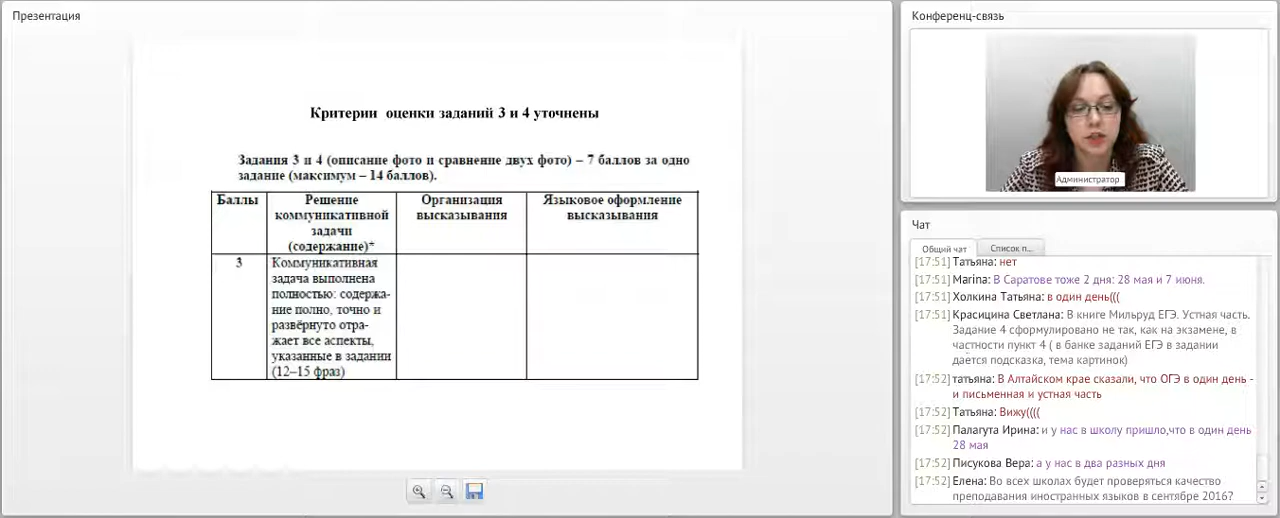 Презентация
Критерии оценки заданий 3 и 4 уточнены
Задания 3 и 4 (описание фото и сравнение двух фото) – 7 баллов за одно
задание (максимум – 14 баллов).
Баллы
Решение
коммуникативной
задачи
(содержание)*
Организация
высказывания
Языковое оформление
высказывания
3
Коммуникативная
задача выполнена
полностью: содержа-
ние полно, точно и
развёрнуто отра-
жает все аспекты,
указанные в задании
(12–15 фраз)
Конференц-связь
Администратор
Чат
Общий чат
Список п...
[17:51] Татьяна: нет
[17:51] Marina: В Саратове тоже 2 дня: 28 мая и 7 июня.
[17:51] Холкина Татьяна: в один день(((
[17:51] Красицина Светлана: В книге Мильруд ЕГЭ. Устная часть.
Задание 4 сформулировано не так, как на экзамене, в
частности пункт 4 ( в банке заданий ЕГЭ в задании
даётся подсказка, тема картинок)
[17:52] татьяна: В Алтайском крае сказали, что ОГЭ в один день -
и письменная и устная часть
[17:52] Татьяна: Вижу((((
[17:52] Палагута Ирина: и у нас в школу пришло,что в один день
28 мая
[17:52] Писукова Вера: а у нас в два разных дня
[17:52] Елена: Во всех школах будет проверяться качество
преподавания иностранных языков в сентябре 2016?